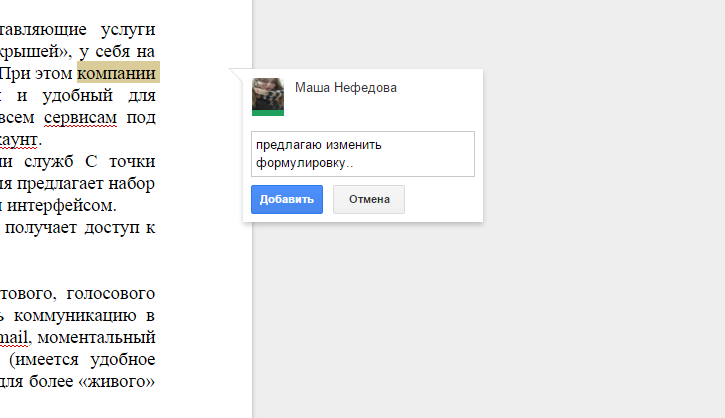 тавляющие услуги
крышей», у себя на
При этом компании
и удобный для
всем сервисам под
каунт.
ии служб С точки
ия предлагает набор
и интерфейсом.
получает доступ к
тового, голосового
ь коммуникацию в
mail, моментальный
(имеется удобное
для более «живого»
Маша Нефедова
предлагаю изменить
формулировку..
Добавить Отмена